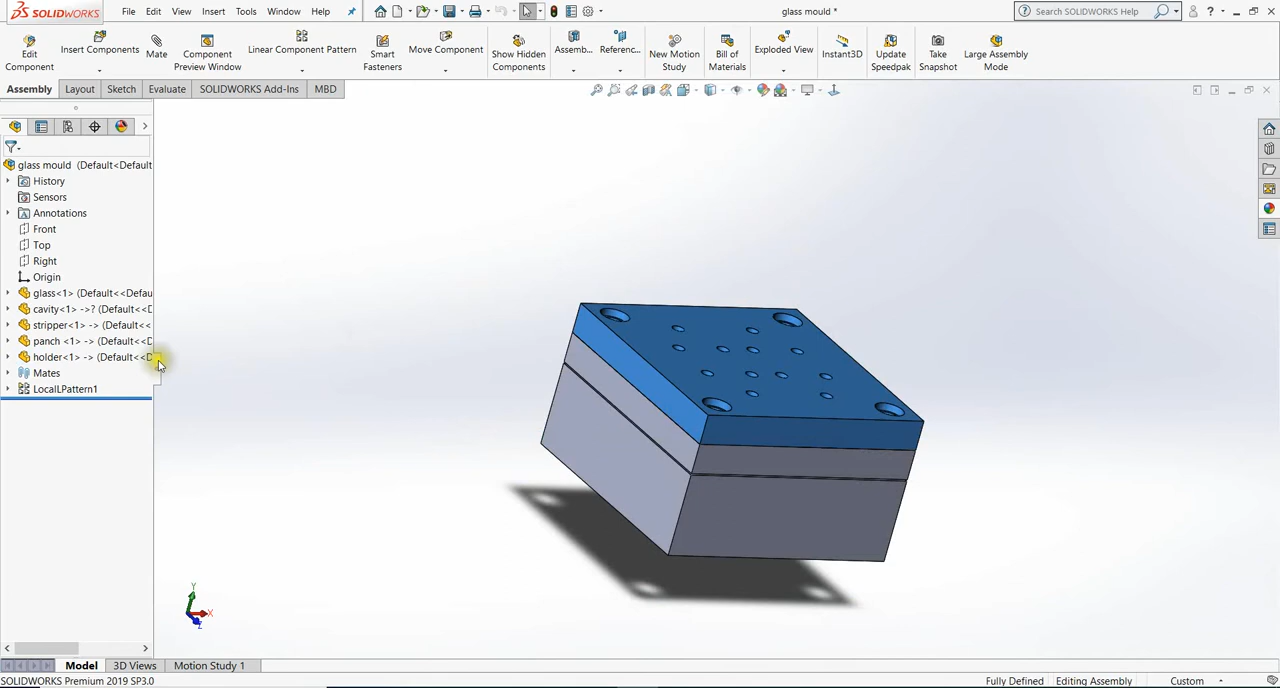 SOLIDWORKS File Edit View Insert Tools Window Help glass mould * Search SOLIDWORKS Help
Edit Component
Insert Components
Mate
Component Preview Window
Linear Component Pattern
Smart Fasteners
Move Component
Show Hidden Components
Assemb...
Referenc...
New Motion Study
Bill of Materials
Exploded View
Instant3D
Update Speedpak
Take Snapshot
Large Assembly Mode
Assembly Layout Sketch Evaluate SOLIDWORKS Add-Ins MBD
glass mould (Default<Default
History
Sensors
Annotations
Front
Top
Right
Origin
glass<1> (Default<<Defau
cavity<1> ->? (Default<<D
stripper<1> -> (Default<<
panch <1> -> (Default<<D
holder<1> -> (Default<<D
Mates
LocalLPattern1
Y
X
Z
Model 3D Views Motion Study 1
SOLIDWORKS Premium 2019 SP3.0 Fully Defined Editing Assembly Custom